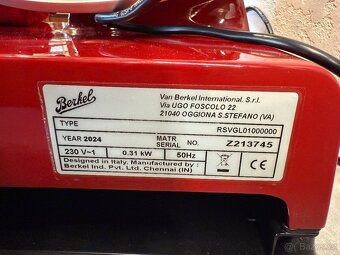 Berkel
Van Berkel International. S.r.l.
Via UGO FOSCOLO 22
21040 OGGIONA S.STEFANO (VA)
TYPE RSVGL01000000
YEAR 2024 MATR SERIAL NO. Z213745
230 V~1 0.31 kW 50Hz
Designed in Italy. Manufactured by :
Berkel Ind. Pvt. Ltd. Chennai (IN)